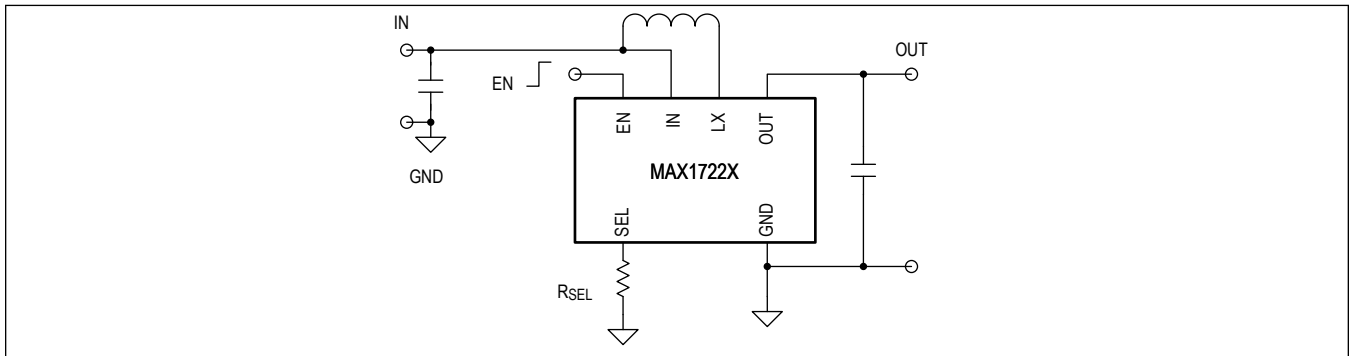 IN
OUT
EN
EN
IN
LX
OUT
MAX1722X
GND
SEL
GND
RSEL